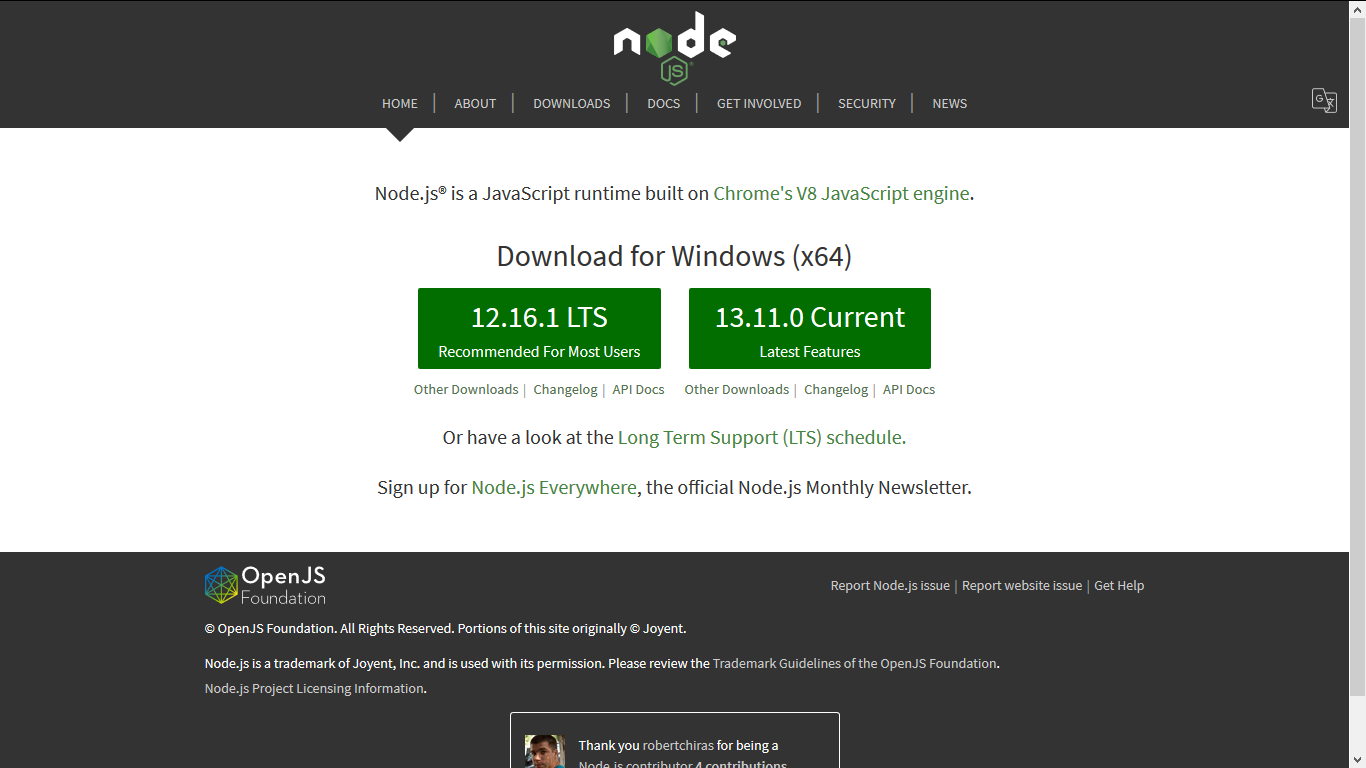 node
JS
HOME | ABOUT | DOWNLOADS | DOCS | GET INVOLVED | SECURITY | NEWS
Node.js® is a JavaScript runtime built on Chrome's V8 JavaScript engine.
Download for Windows (x64)
12.16.1 LTS
Recommended For Most Users
Other Downloads | Changelog | API Docs
13.11.0 Current
Latest Features
Other Downloads | Changelog | API Docs
Or have a look at the Long Term Support (LTS) schedule.
Sign up for Node.js Everywhere, the official Node.js Monthly Newsletter.
OpenJS
Foundation
Report Node.js issue | Report website issue | Get Help
© OpenJS Foundation. All Rights Reserved. Portions of this site originally © Joyent.
Node.js is a trademark of Joyent, Inc. and is used with its permission. Please review the Trademark Guidelines of the OpenJS Foundation.
Node.js Project Licensing Information.
Thank you robertchiras for being a
Node.js contributor 4 contributions